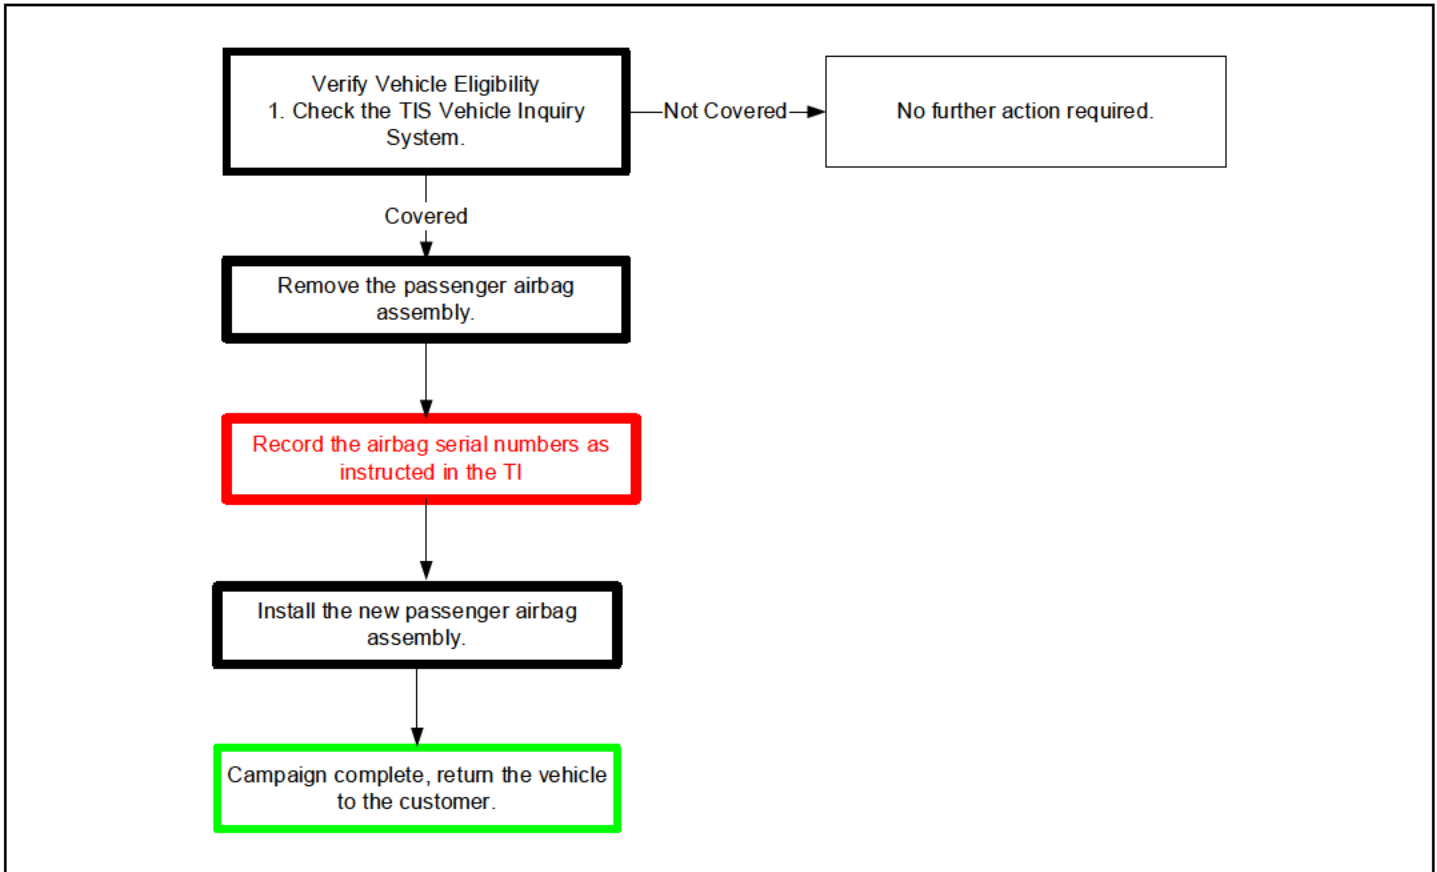 Verify Vehicle Eligibility
1. Check the TIS Vehicle Inquiry
System.
Not Covered
No further action required.
Covered
Remove the passenger airbag
assembly.
Record the airbag serial numbers as
instructed in the TI
Install the new passenger airbag
assembly.
Campaign complete, return the vehicle
to the customer.